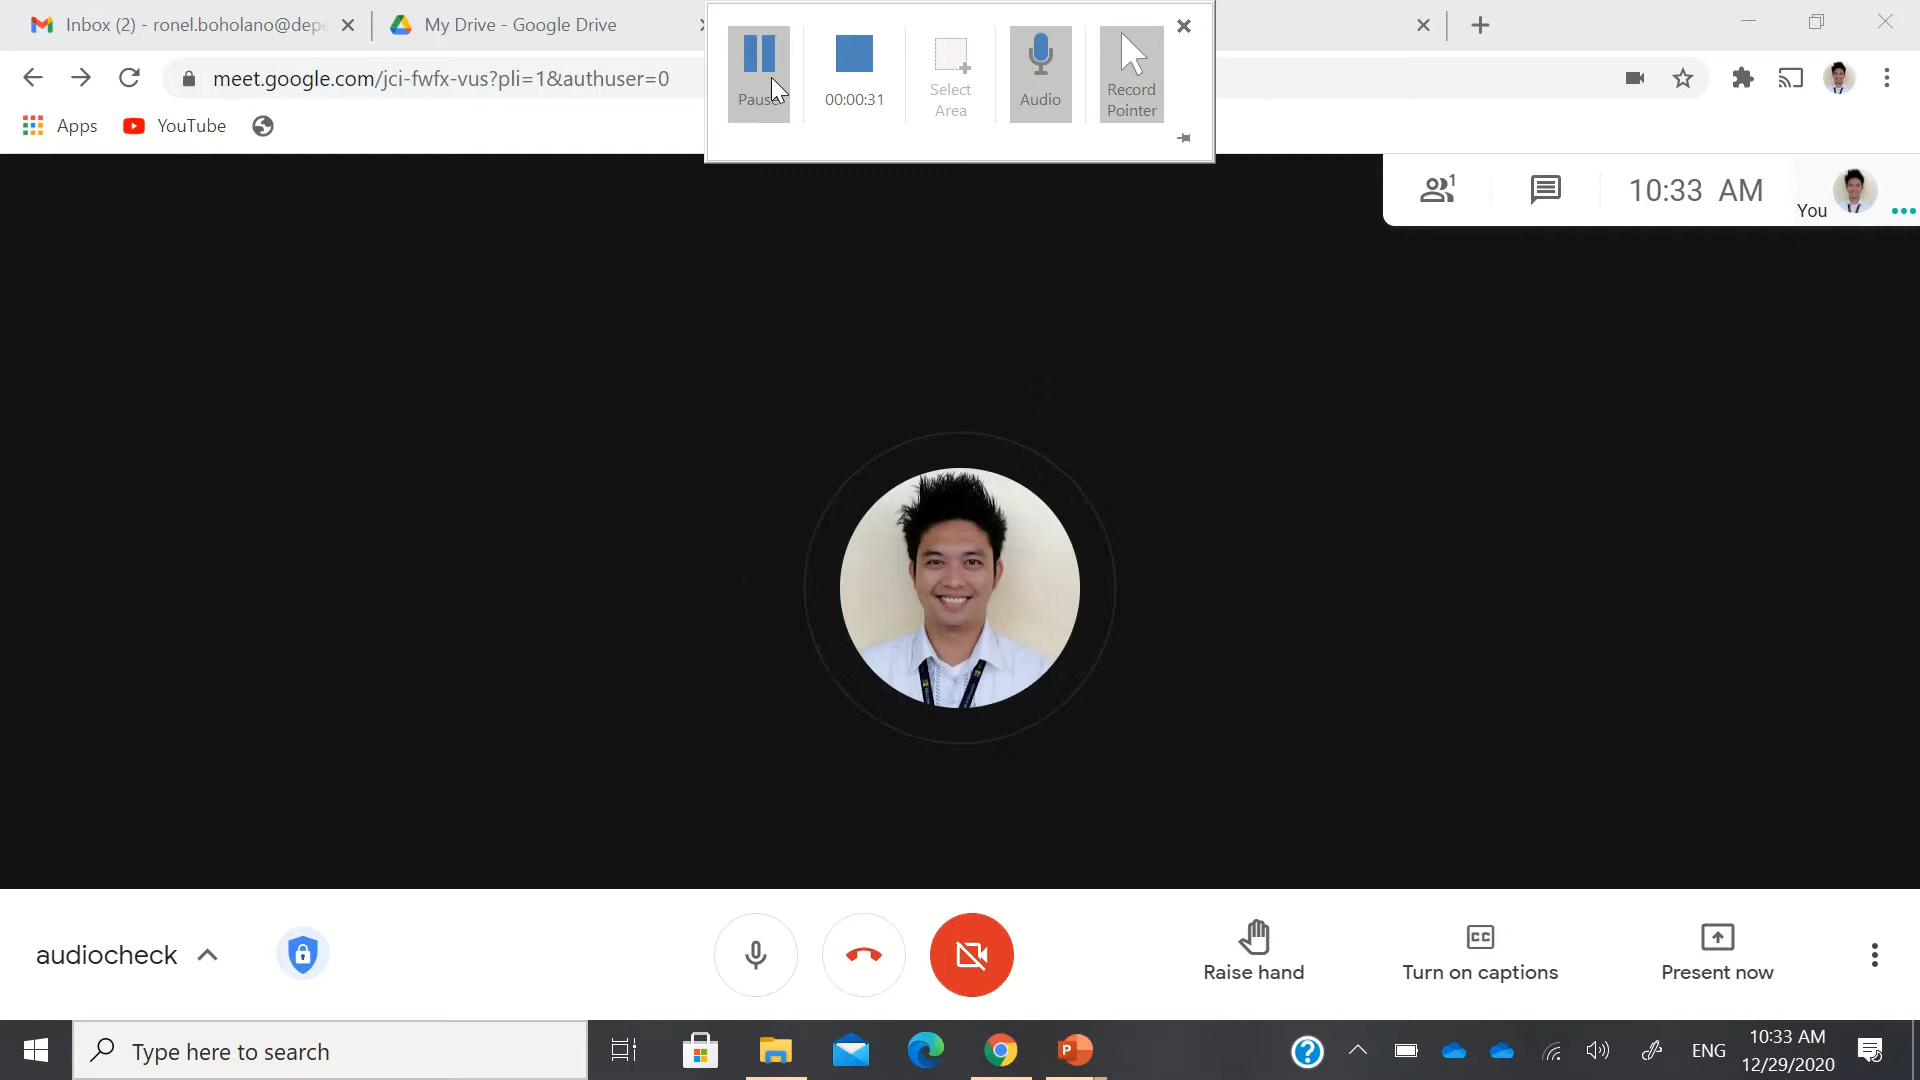 Inbox (2) - ronel.boholano@depe
My Drive - Google Drive
meet.google.com/jci-fwfx-vus?pli=1&authuser=0
Apps
YouTube
Pause
00:00:31
Select
Area
Audio
Record
Pointer
1
10:33 AM
You
audiocheck
CC
Raise hand
Turn on captions
Present now
Type here to search
P
?
ENG
10:33 AM
12/29/2020